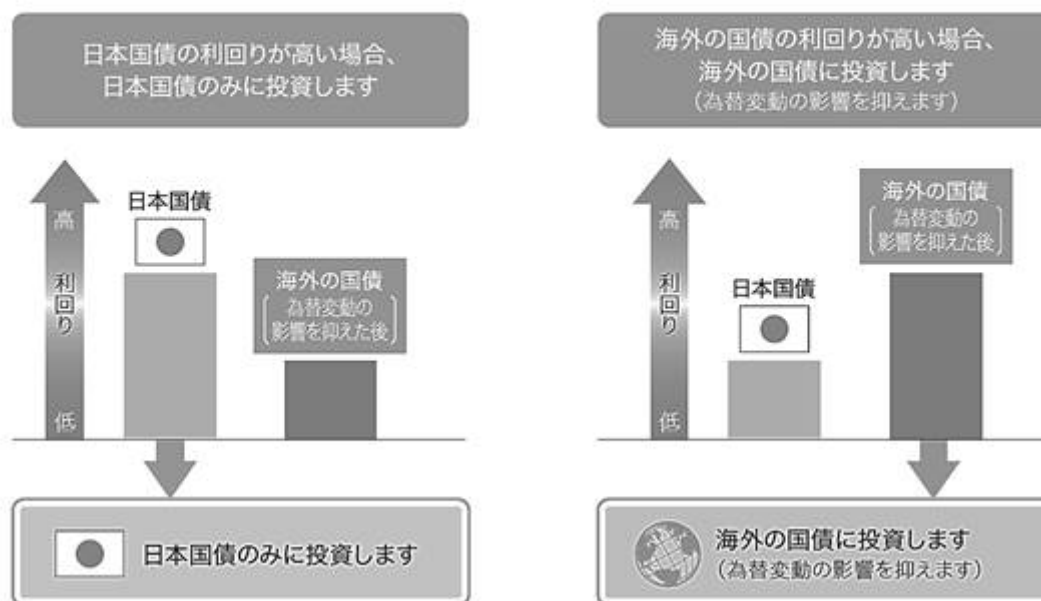 日本国債の利回りが高い場合、
日本国債のみに投資します
高
利回り
低
日本国債
海外の国債
為替変動の
影響を抑えた後
日本国債のみに投資します
海外の国債の利回りが高い場合、
海外の国債に投資します
（為替変動の影響を抑えます）
高
利回り
低
日本国債
海外の国債
為替変動の
影響を抑えた後
海外の国債に投資します
（為替変動の影響を抑えます）